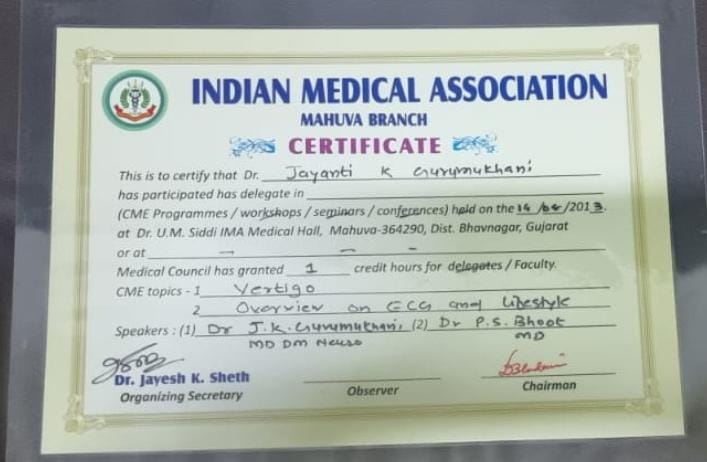 INDIAN MEDICAL ASSOCIATION
MAHUVA BRANCH
CERTIFICATE
This is to certify that Dr. Jayanti K Gurumukhani
has participated has delegate in
(CME Programmes / workshops / seminars / conferences) held on the 14 /04/2013.
at Dr. U.M. Siddi IMA Medical Hall, Mahuva-364290, Dist. Bhavnagar, Gujarat
or at — — —
Medical Council has granted 1 credit hours for delegates / Faculty.
CME topics - 1 Vertigo
2 Overview on ECG and Lifestyle
Speakers : (1) Dr J.K. Gurumukhani, (2) Dr P.S. Bhoot
MD DM Neuro MD
Dr. Jayesh K. Sheth
Organizing Secretary Observer Chairman